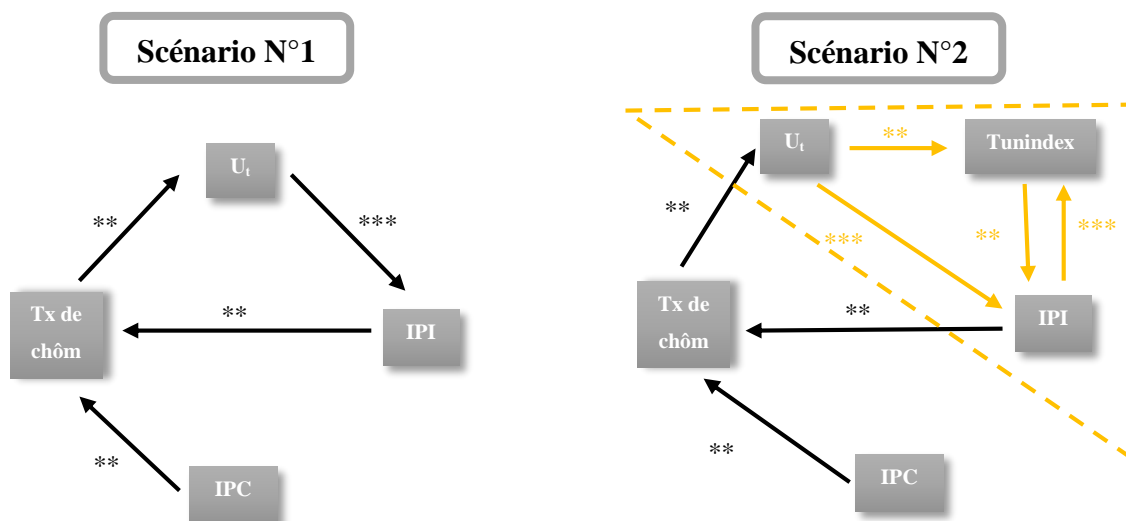 Scénario N°1
Uₜ
**
***
Tx de
chôm
**
IPI
**
IPC
Scénario N°2
Uₜ
**
Tunindex
**
***
**
***
Tx de
chôm
**
IPI
**
IPC